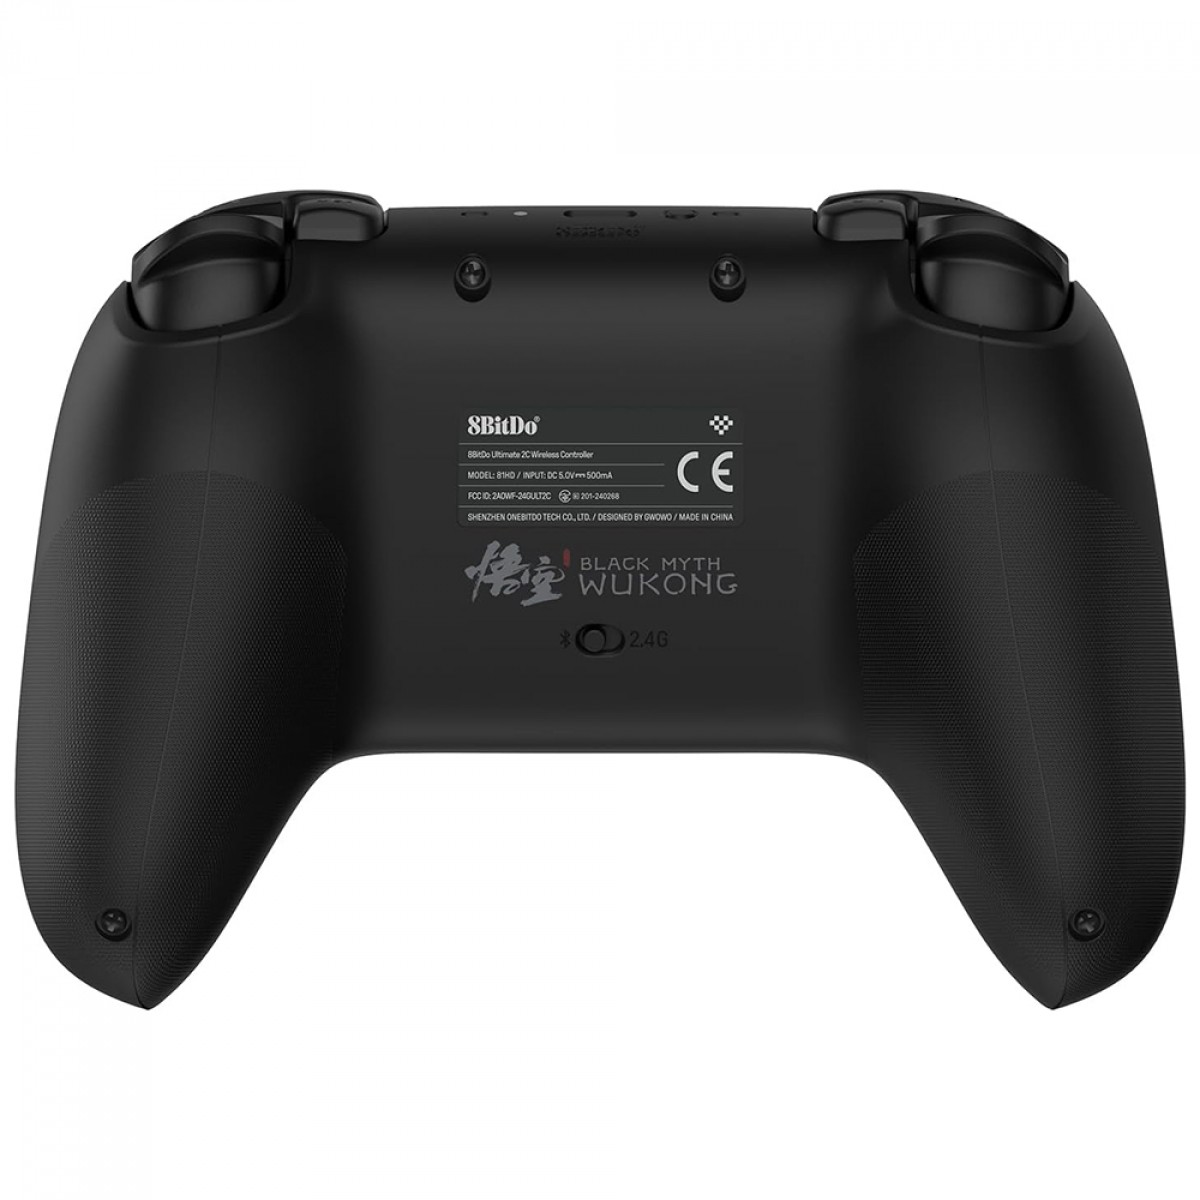 8BitDo
8BitDo®
8BitDo Ultimate 2C Wireless Controller
MODEL: 81HD / INPUT: DC 5.0V⎓500mA
FCC ID: 2AOWF-24GULT2C R 201-240268
CE
SHENZHEN ONEBITDO TECH CO., LTD. / DESIGNED BY GWOWO / MADE IN CHINA
悟空 BLACK MYTH
WUKONG
2.4G